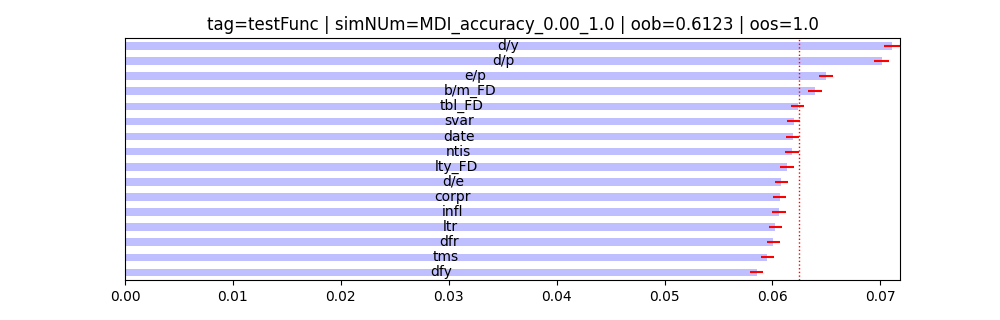 tag=testFunc | simNUm=MDI_accuracy_0.00_1.0 | oob=0.6123 | oos=1.0
d/y
d/p
e/p
b/m_FD
tbl_FD
svar
date
ntis
lty_FD
d/e
corpr
infl
ltr
dfr
tms
dfy
0.00 0.01 0.02 0.03 0.04 0.05 0.06 0.07